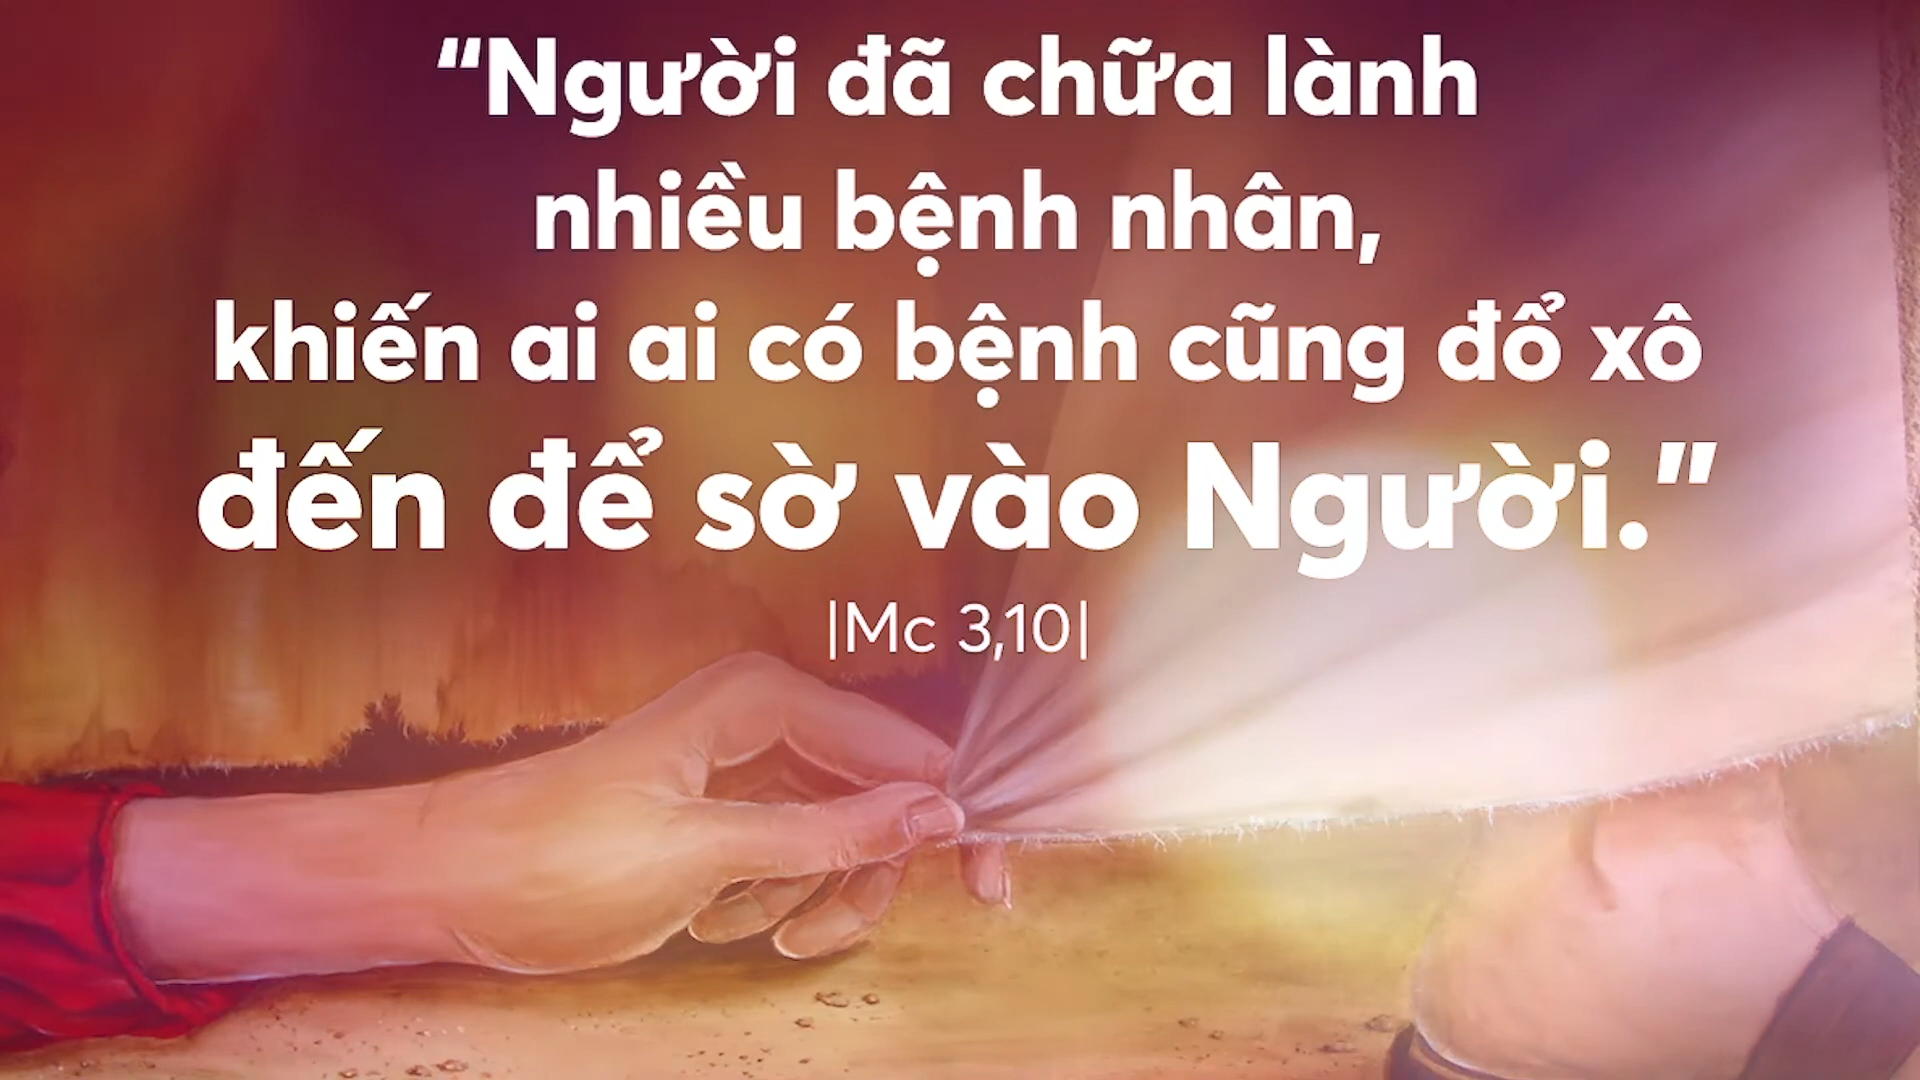 “Người đã chữa lành
nhiều bệnh nhân,
khiến ai ai có bệnh cũng đổ xô
đến để sờ vào Người.”
|Mc 3,10|